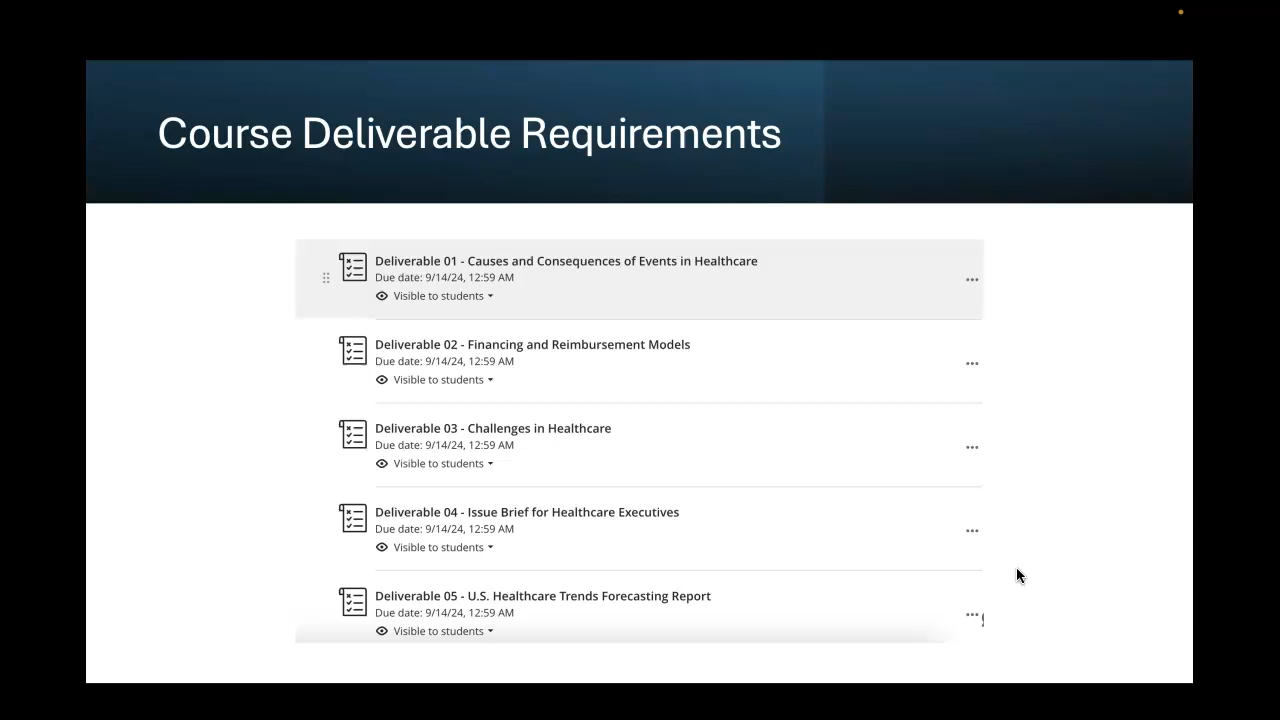 Course Deliverable Requirements
Deliverable 01 - Causes and Consequences of Events in Healthcare
Due date: 9/14/24, 12:59 AM
Visible to students
Deliverable 02 - Financing and Reimbursement Models
Due date: 9/14/24, 12:59 AM
Visible to students
Deliverable 03 - Challenges in Healthcare
Due date: 9/14/24, 12:59 AM
Visible to students
Deliverable 04 - Issue Brief for Healthcare Executives
Due date: 9/14/24, 12:59 AM
Visible to students
Deliverable 05 - U.S. Healthcare Trends Forecasting Report
Due date: 9/14/24, 12:59 AM
Visible to students